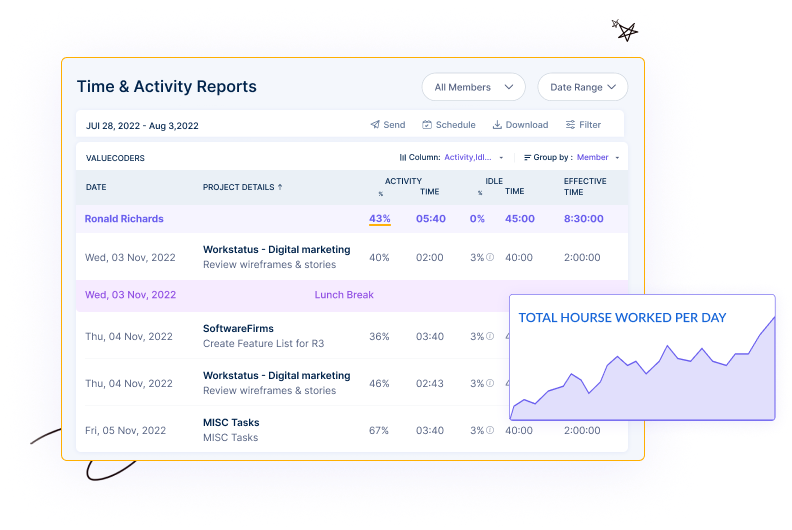 Time & Activity Reports
All Members
Date Range
JUl 28, 2022 - Aug 3,2022
Send
Schedule
Download
Filter
VALUECODERS
Column: Activity,Idl...
Group by : Member
DATE
PROJECT DETAILS ↑
ACTIVITY
%
TIME
IDLE
%
TIME
EFFECTIVE
TIME
Ronald Richards 43% 05:40 0% 45:00 8:30:00
Workstatus - Digital marketing
Wed, 03 Nov, 2022 40% 02:00 3% 40:00 2:00:00
Review wireframes & stories
Wed, 03 Nov, 2022 Lunch Break
TOTAL HOURSE WORKED PER DAY
SoftwareFirms
Thu, 04 Nov, 2022 36% 03:40 3%
Create Feature List for R3
Workstatus - Digital marketing
Thu, 04 Nov, 2022 46% 02:43 3%
Review wireframes & stories
MISC Tasks
Fri, 05 Nov, 2022 67% 03:40 3% 40:00 2:00:00
MISC Tasks